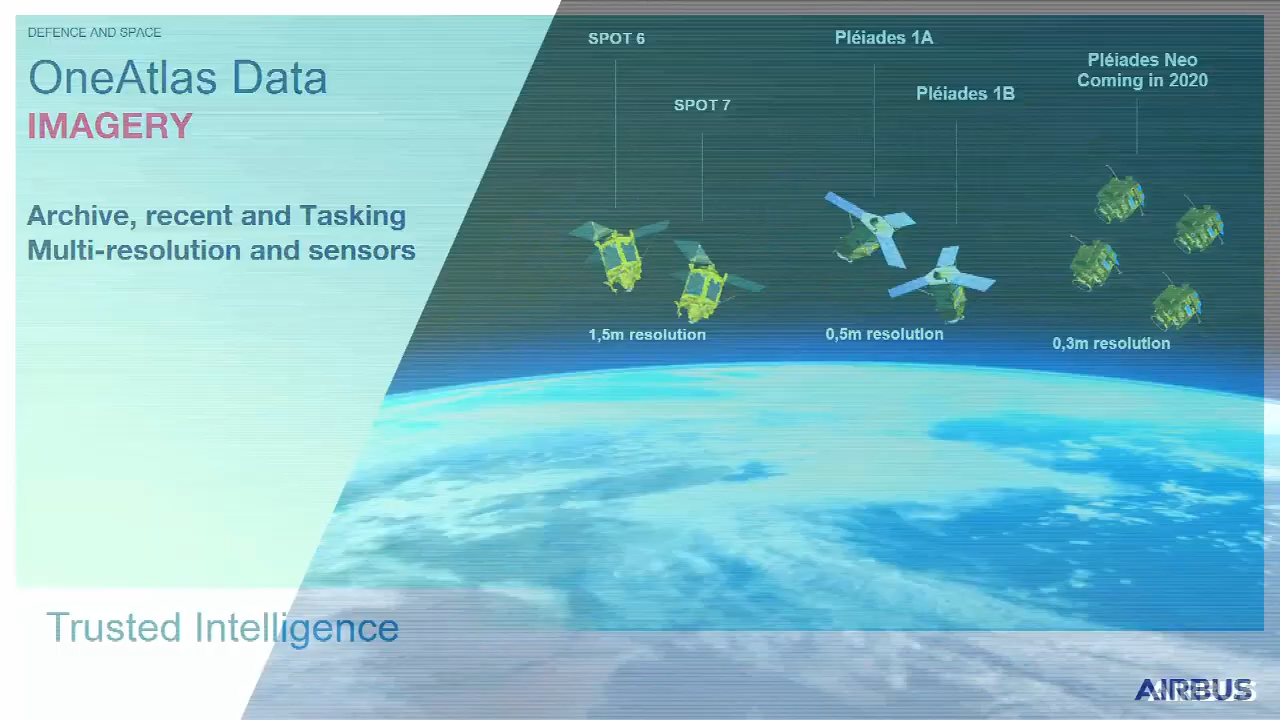 DEFENCE AND SPACE
OneAtlas Data
IMAGERY
Archive, recent and Tasking
Multi-resolution and sensors
SPOT 6
SPOT 7
Pléiades 1A
Pléiades 1B
Pléiades Neo
Coming in 2020
1,5m resolution
0,5m resolution
0,3m resolution
Trusted Intelligence
AIRBUS